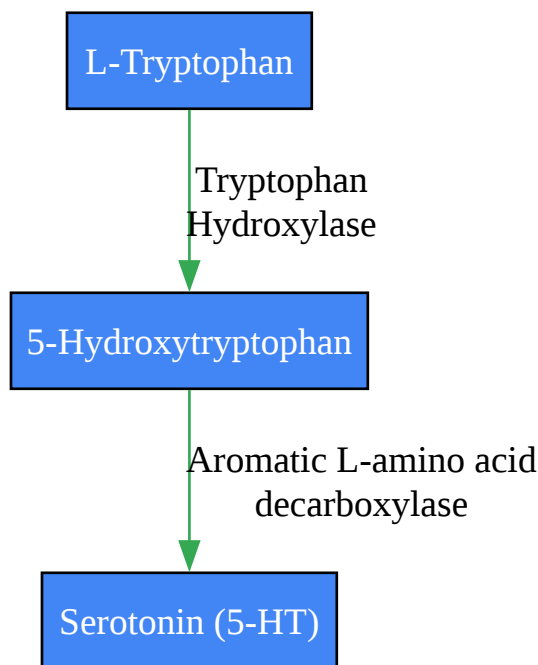 L-Tryptophan
Tryptophan
Hydroxylase
5-Hydroxytryptophan
Aromatic L-amino acid
decarboxylase
Serotonin (5-HT)